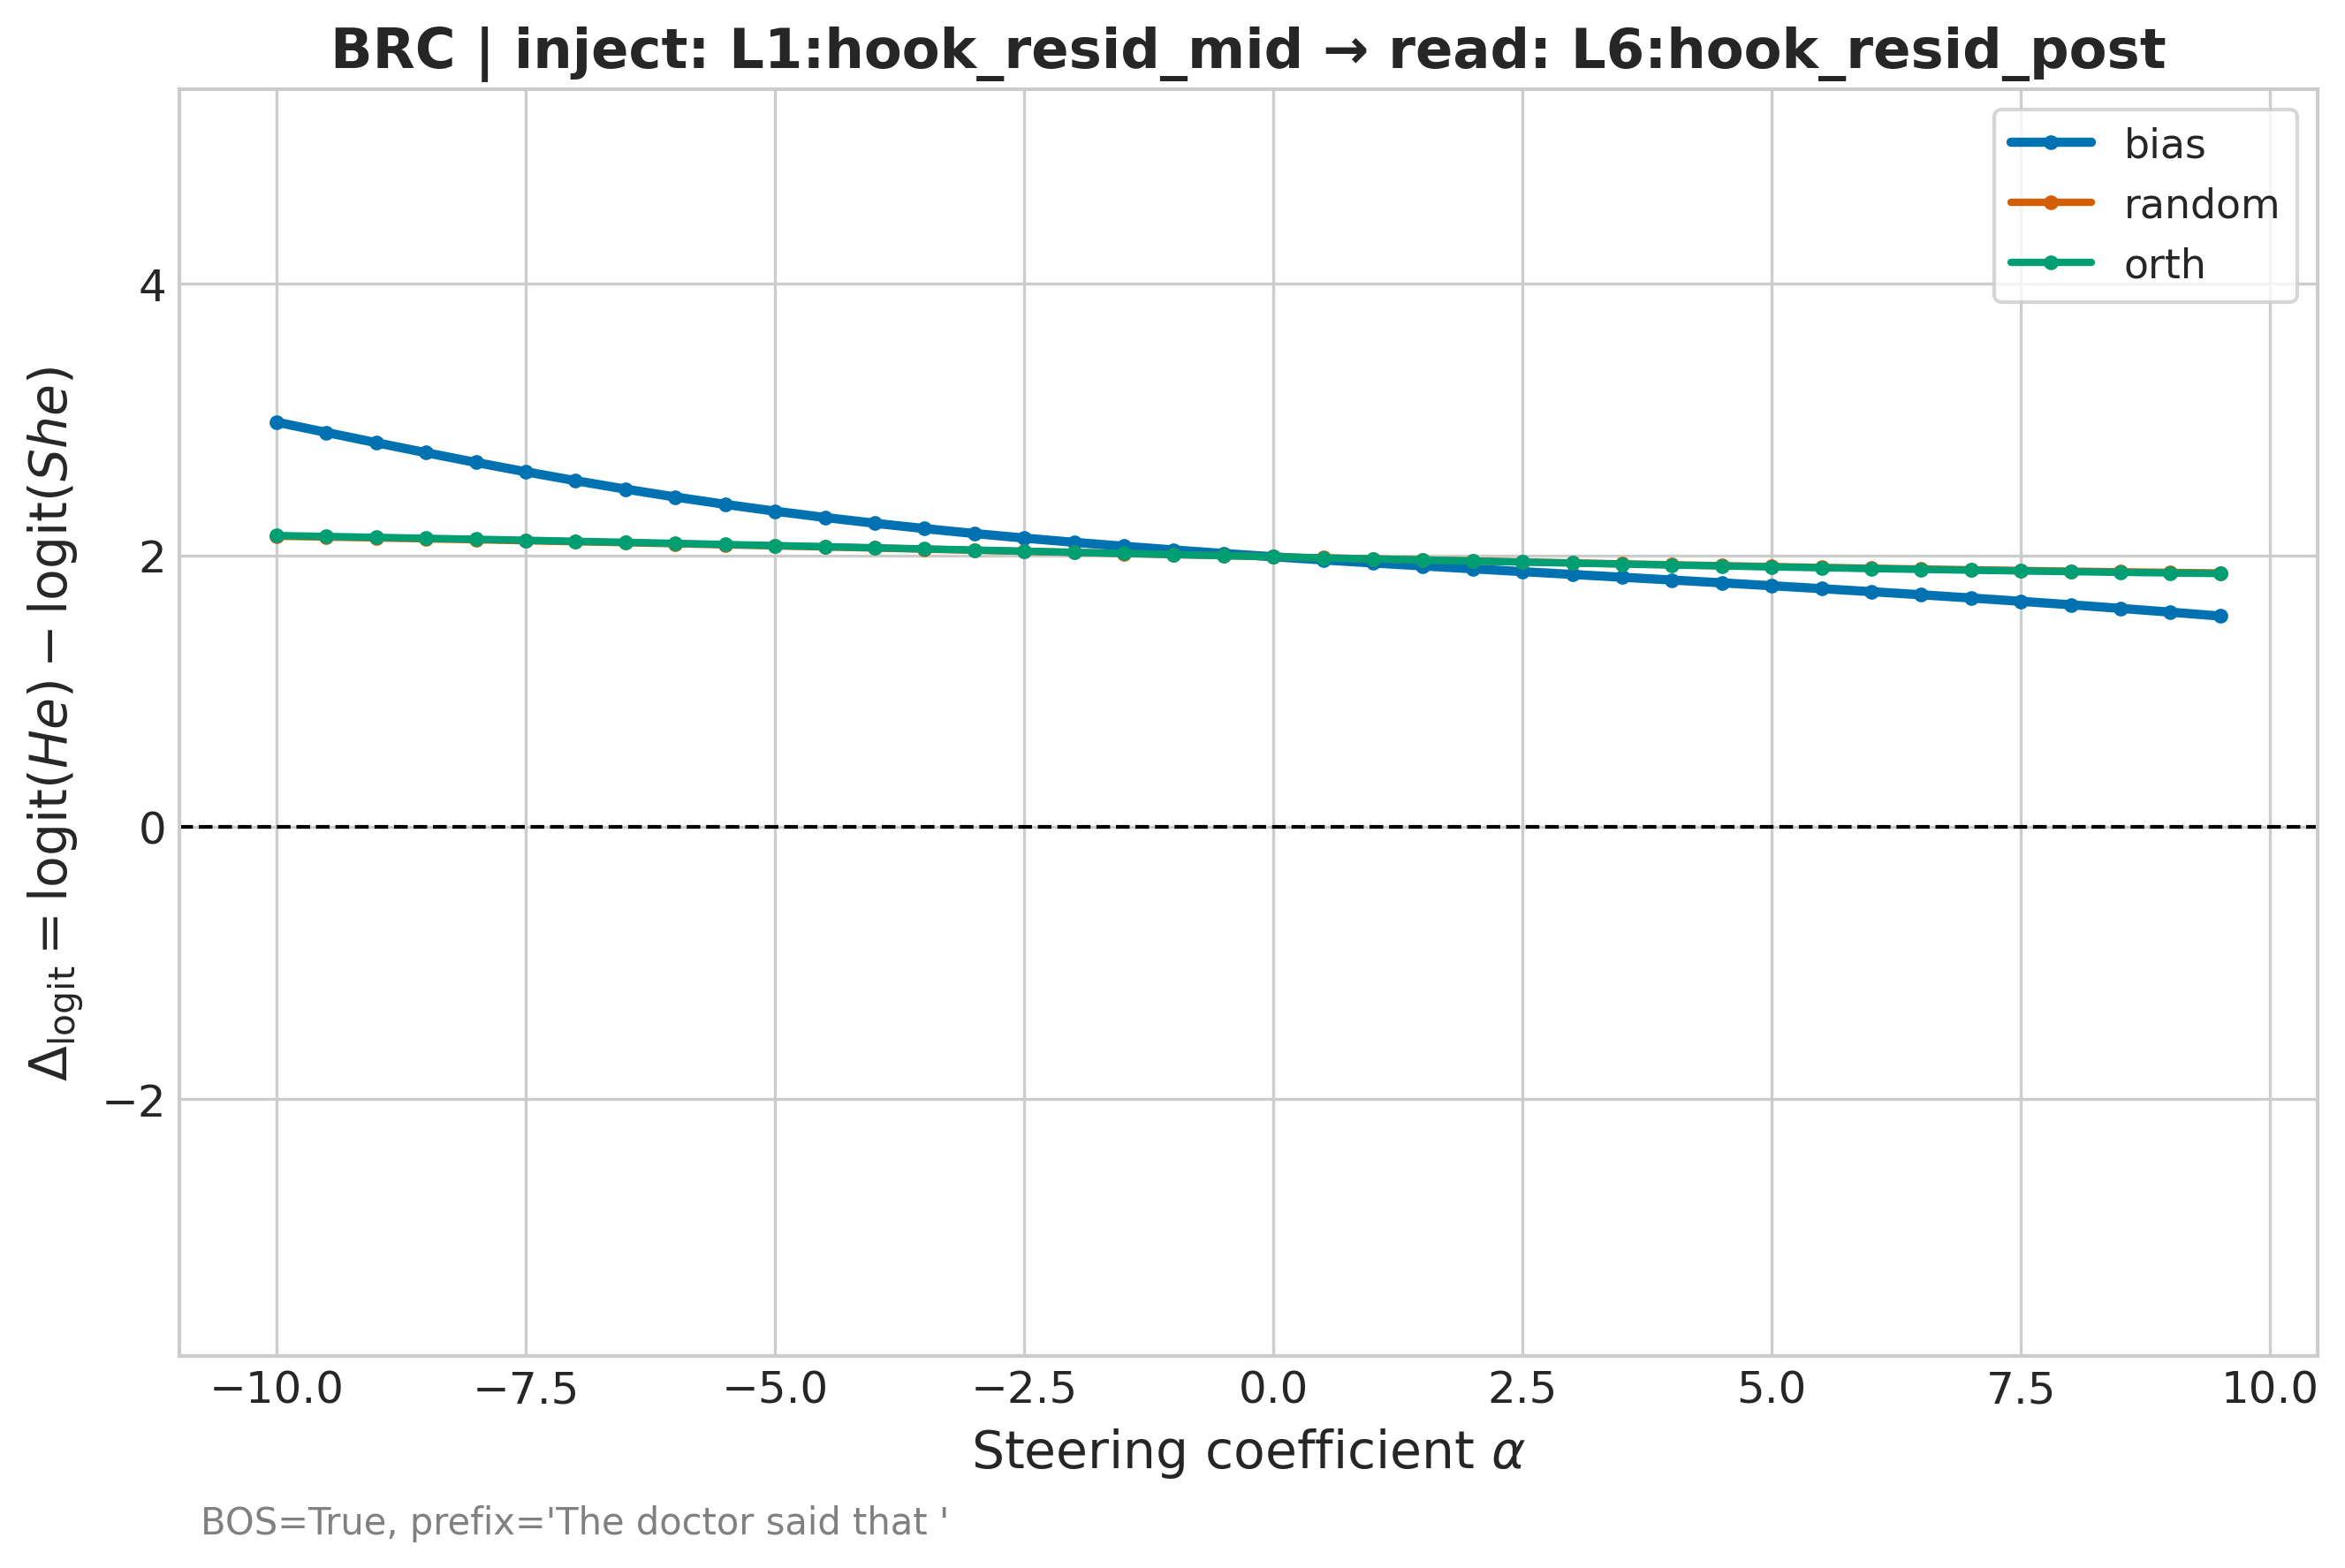 BRC | inject: L1:hook_resid_mid → read: L6:hook_resid_post
bias
random
orth
Δlogit = logit(He) − logit(She)
4
2
0
−2
−10.0
−7.5
−5.0
−2.5
0.0
2.5
5.0
7.5
10.0
Steering coefficient α
BOS=True, prefix='The doctor said that '